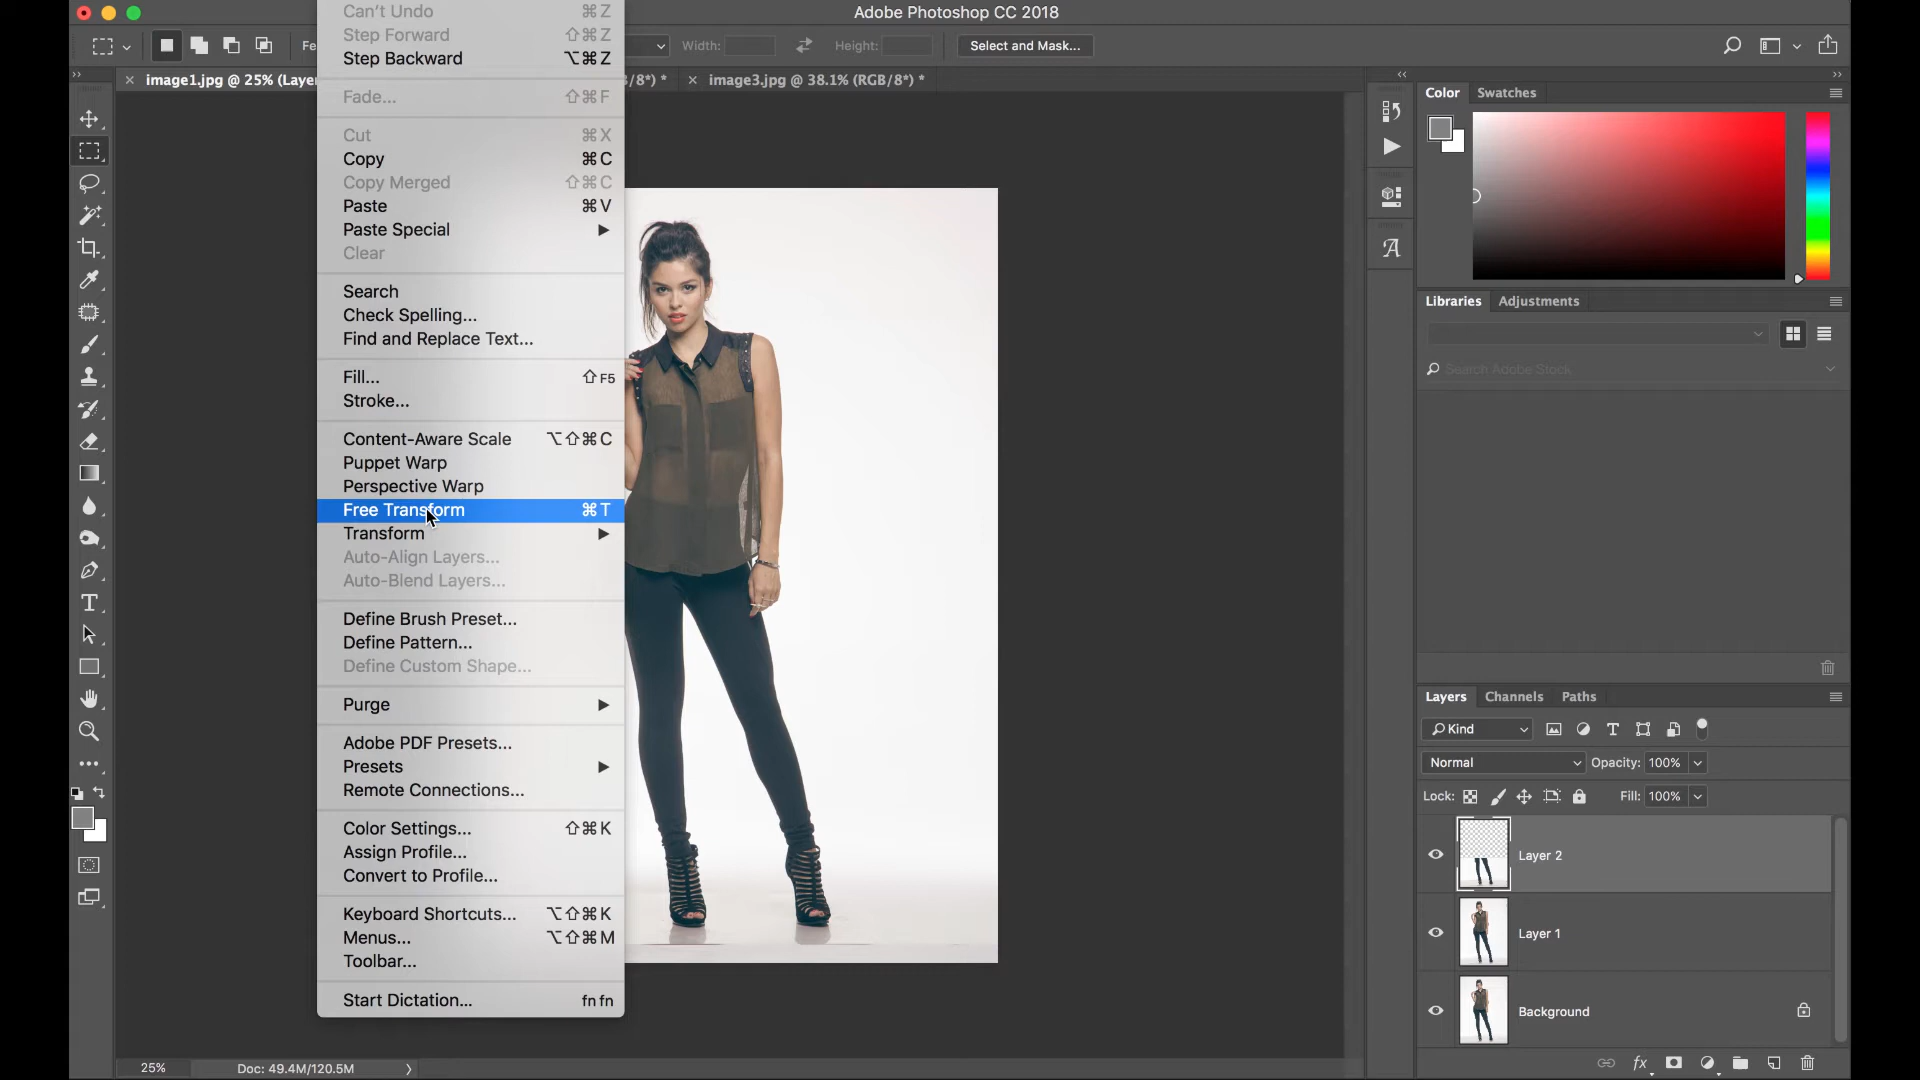 Adobe Photoshop CC 2018
Fe
Width:
Height:
Select and Mask...
image1.jpg @ 25% (Laye
/8*) *
image3.jpg @ 38.1% (RGB/8*) *
Can't Undo ⌘Z
Step Forward ⇧⌘Z
Step Backward ⌥⌘Z
Fade... ⇧⌘F
Cut ⌘X
Copy ⌘C
Copy Merged ⇧⌘C
Paste ⌘V
Paste Special
Clear
Search
Check Spelling...
Find and Replace Text...
Fill... ⇧F5
Stroke...
Content-Aware Scale ⌥⇧⌘C
Puppet Warp
Perspective Warp
Free Transform ⌘T
Transform
Auto-Align Layers...
Auto-Blend Layers...
Define Brush Preset...
Define Pattern...
Define Custom Shape...
Purge
Adobe PDF Presets...
Presets
Remote Connections...
Color Settings... ⇧⌘K
Assign Profile...
Convert to Profile...
Keyboard Shortcuts... ⌥⇧⌘K
Menus... ⌥⇧⌘M
Toolbar...
Start Dictation... fn fn
25%
Doc: 49.4M/120.5M
Color
Swatches
Libraries
Adjustments
Search Adobe Stock
Layers
Channels
Paths
Kind
Normal
Opacity: 100%
Lock:
Fill: 100%
Layer 2
Layer 1
Background
fx